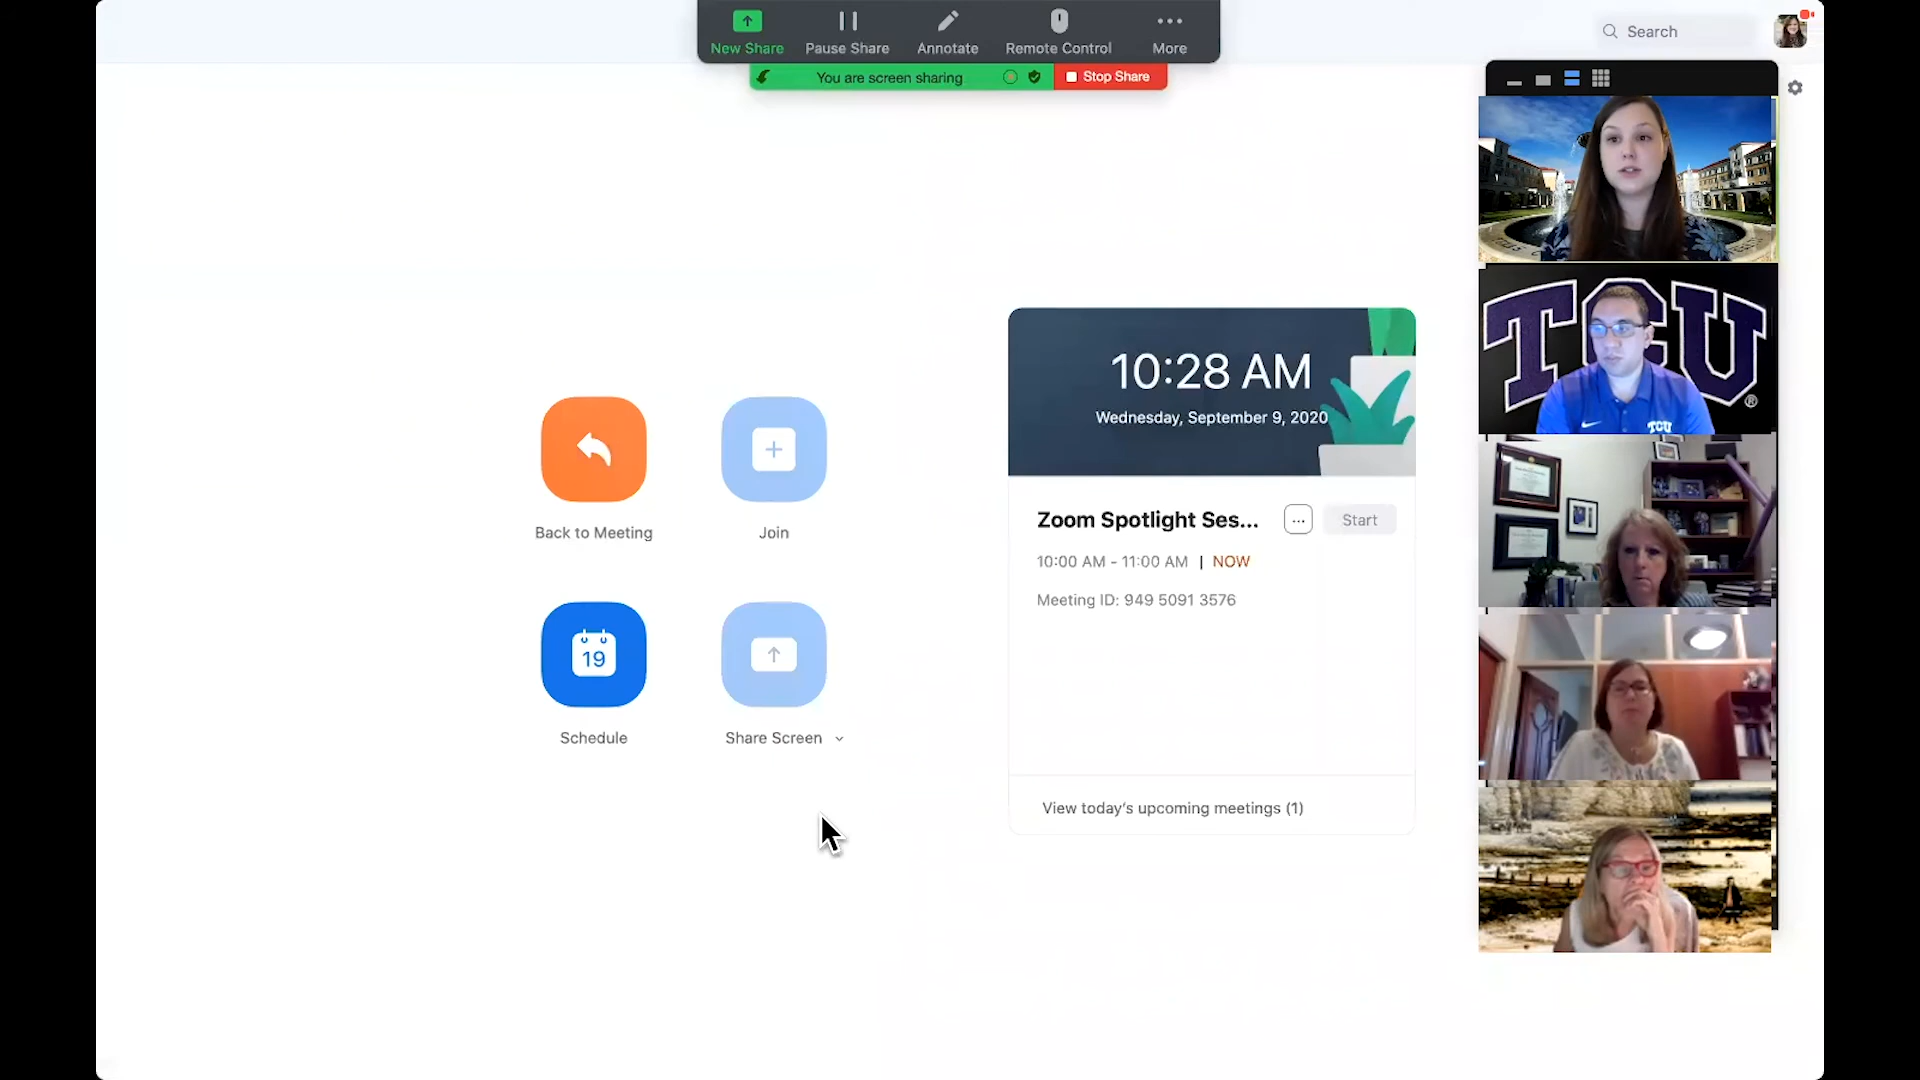 New Share
Pause Share
Annotate
Remote Control
More
Search
You are screen sharing
Stop Share
TCU
®
TCU
10:28 AM
Wednesday, September 9, 2020
Back to Meeting
Join
Zoom Spotlight Ses...
...
Start
10:00 AM - 11:00 AM | NOW
Meeting ID: 949 5091 3576
19
Schedule
Share Screen
View today's upcoming meetings (1)